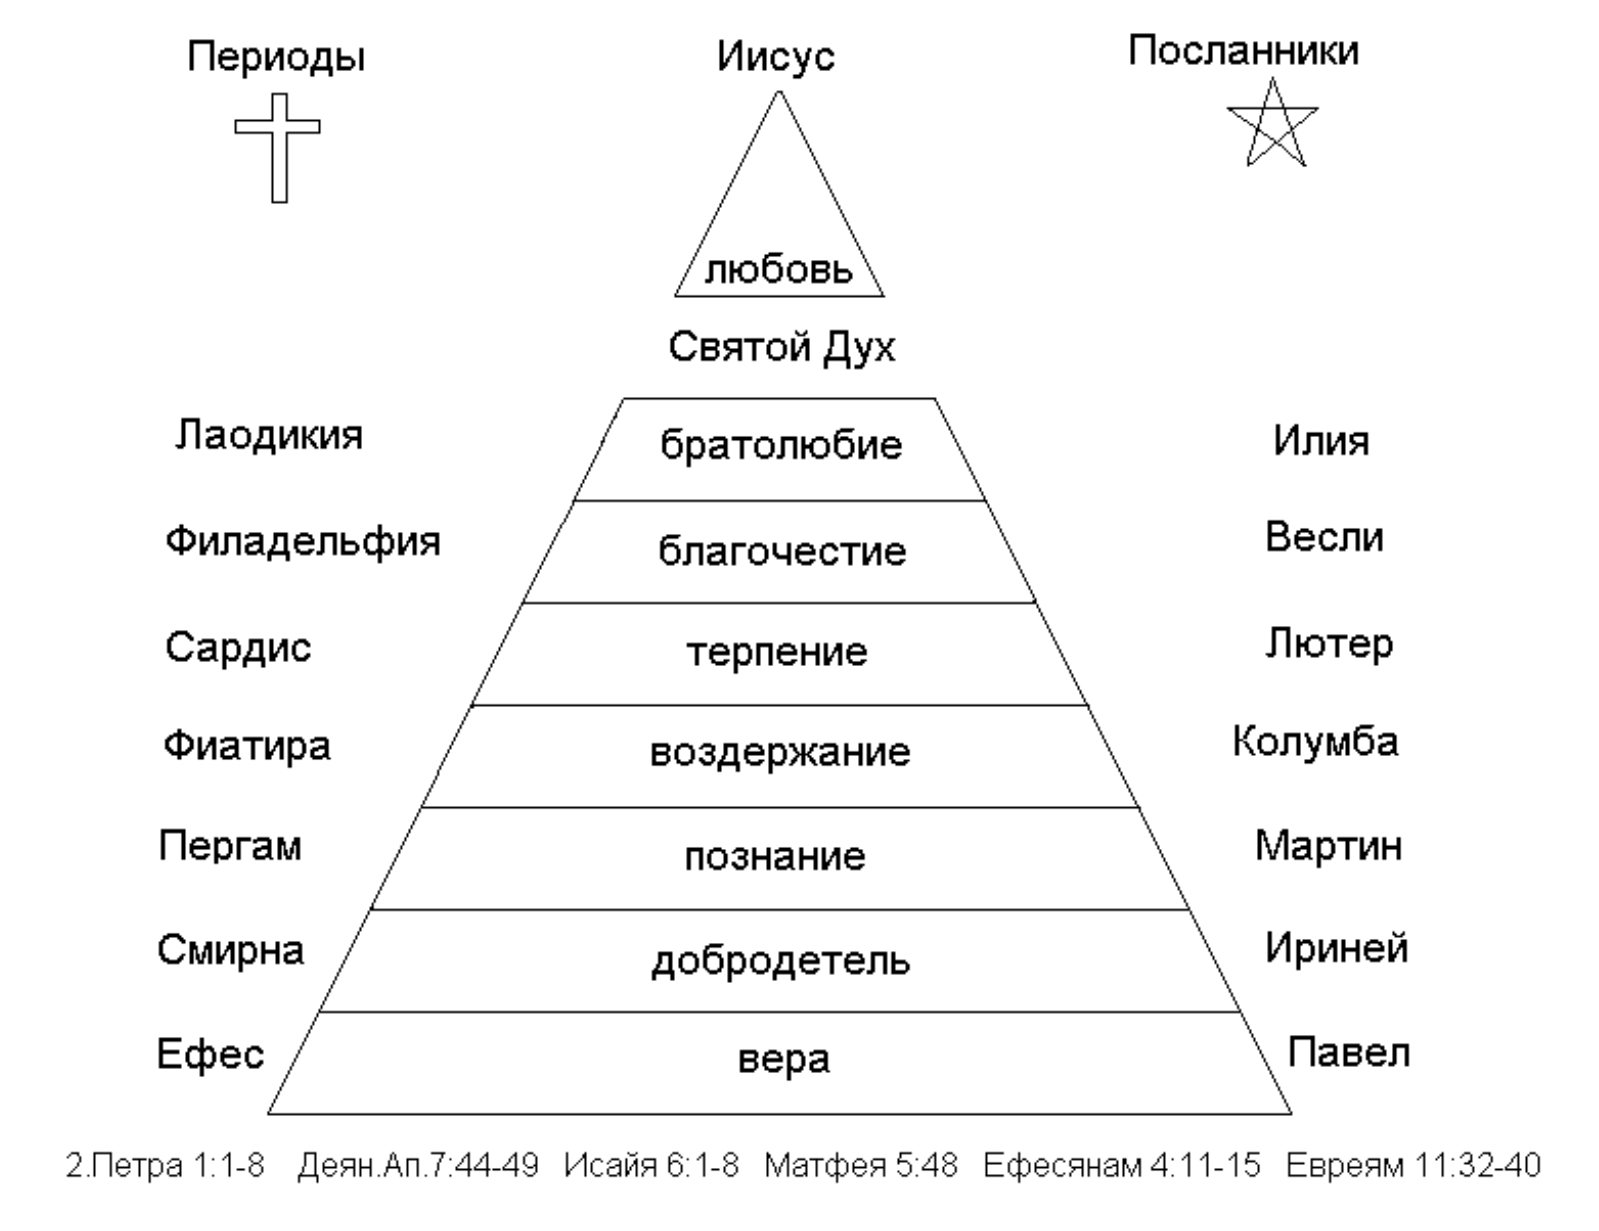 Периоды Иисус Посланники
любовь
Святой Дух
Лаодикия братолюбие Илия
Филадельфия благочестие Весли
Сардис терпение Лютер
Фиатира воздержание Колумба
Пергам познание Мартин
Смирна добродетель Ириней
Ефес вера Павел
2.Петра 1:1-8 Деян.Ап.7:44-49 Исайя 6:1-8 Матфея 5:48 Ефесянам 4:11-15 Евреям 11:32-40